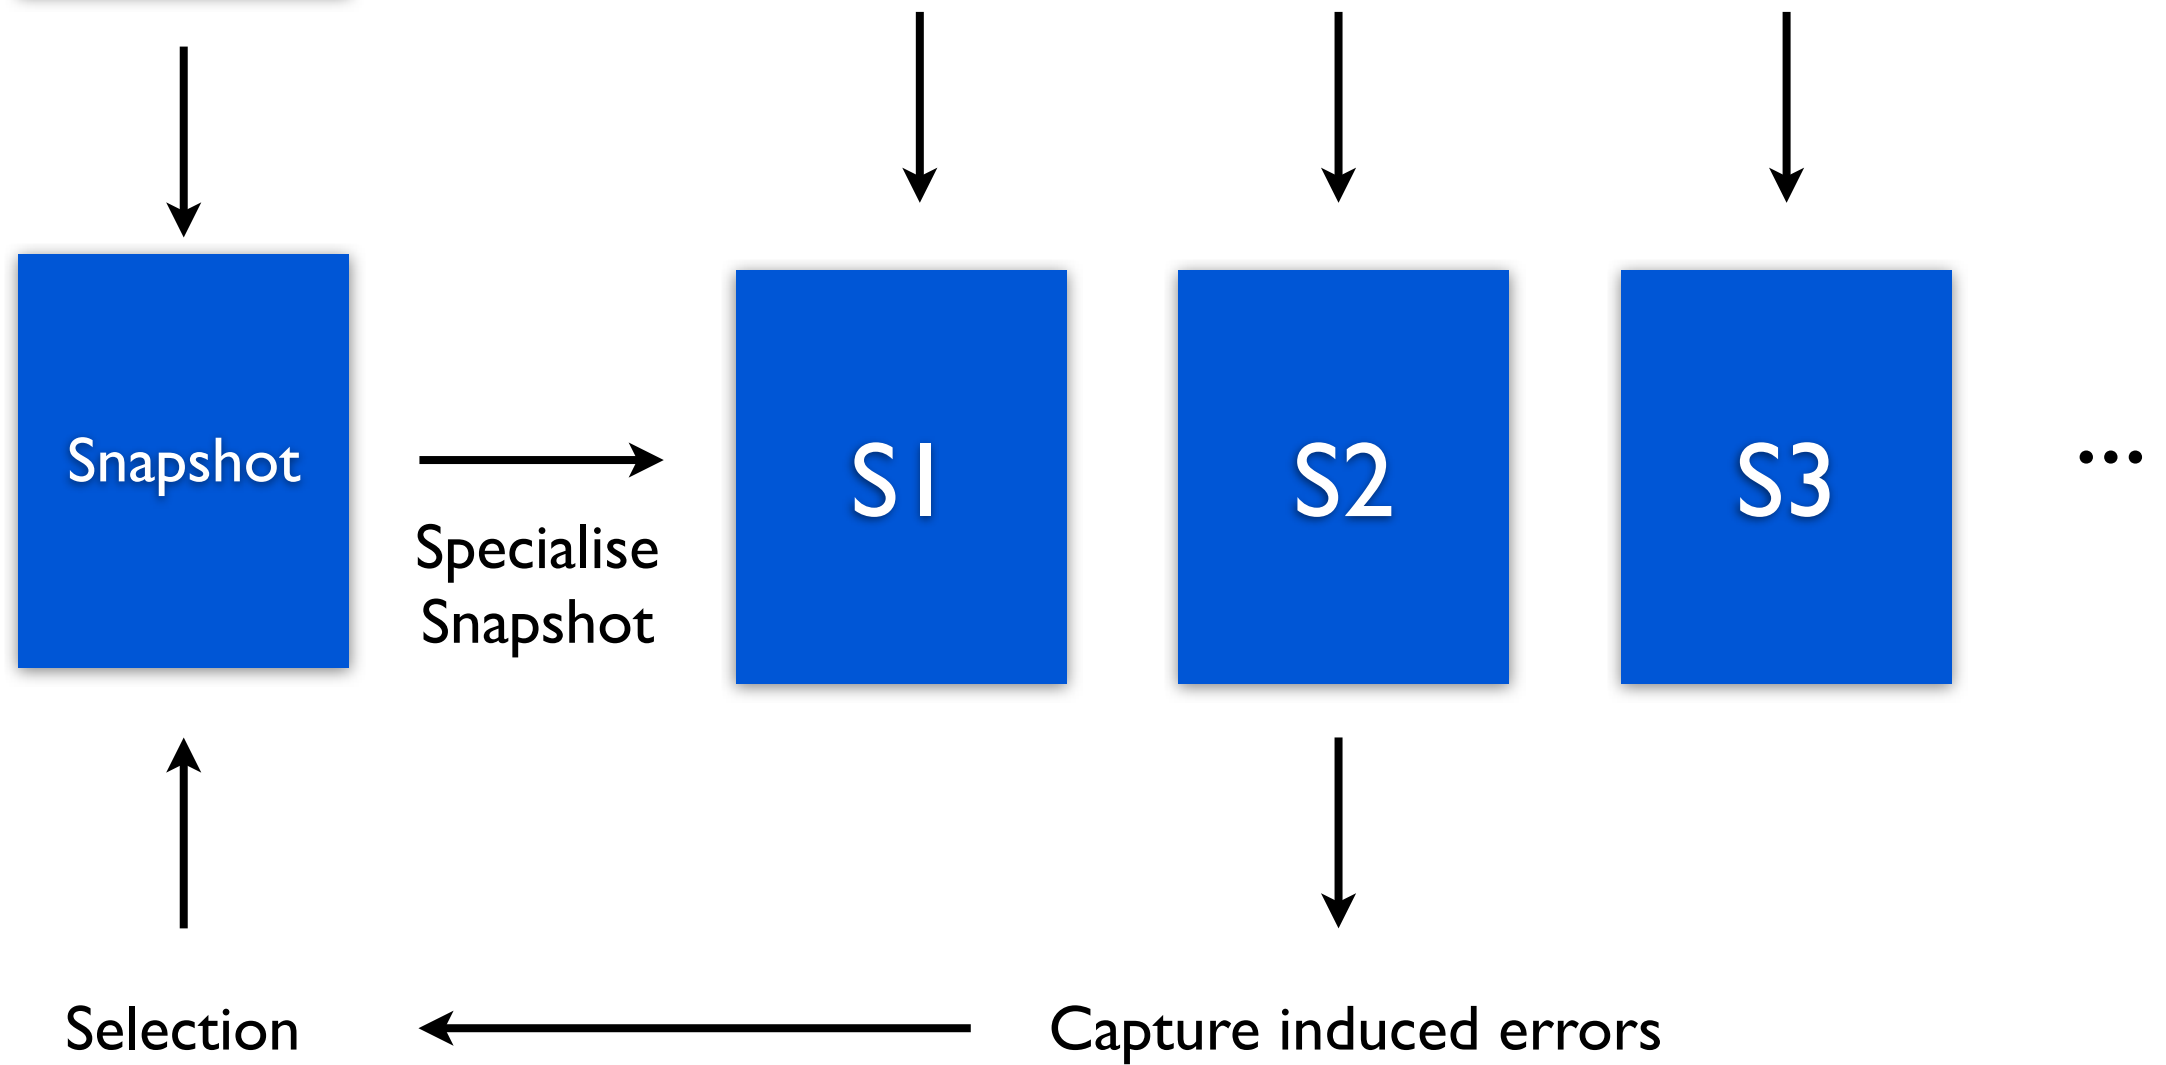 Snapshot
Specialise
Snapshot
S1
S2
S3
...
Selection
Capture induced errors